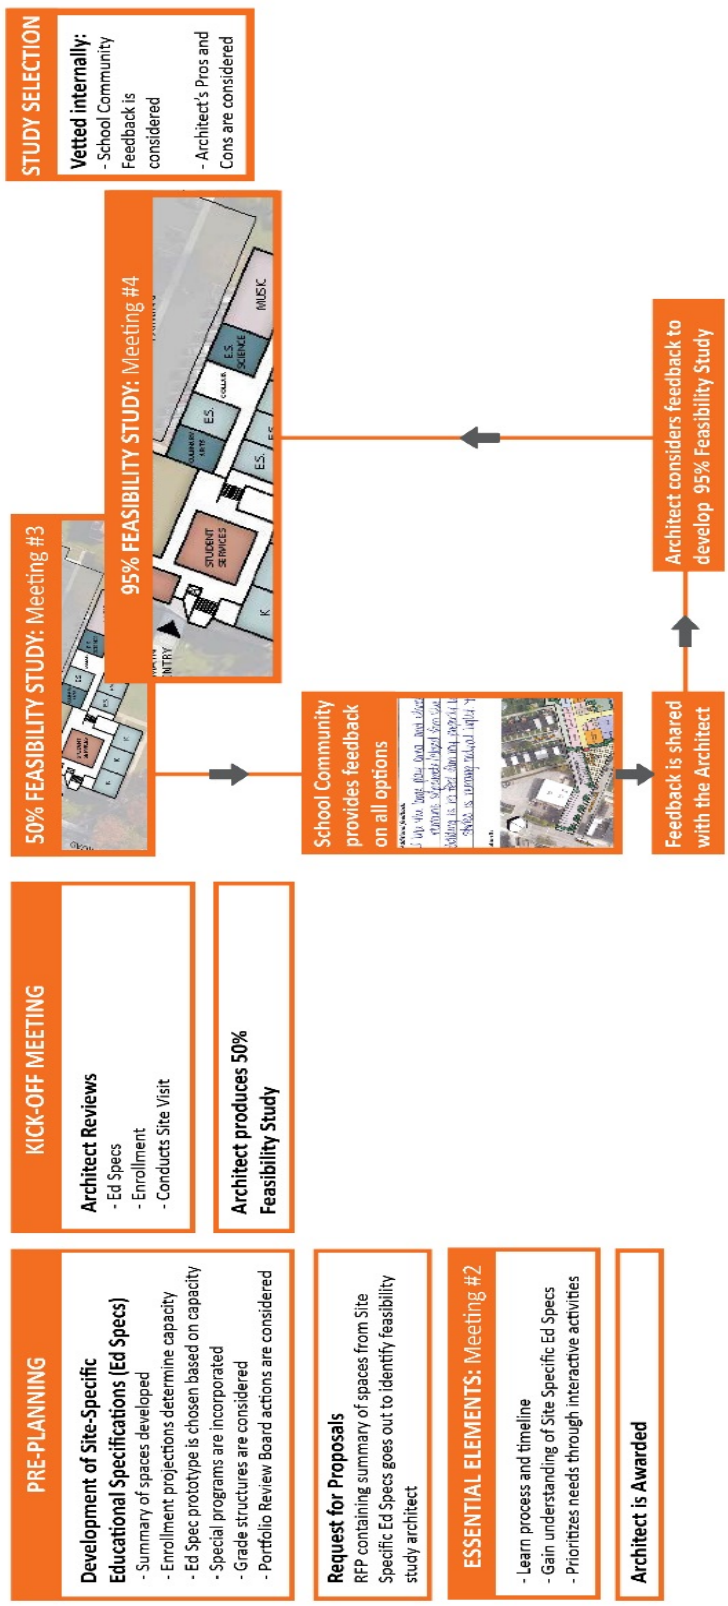 PRE-PLANNING
Development of Site-Specific
Educational Specifications (Ed Specs)
- Summary of spaces developed
- Enrollment projections determine capacity
- Ed Spec prototype is chosen based on capacity
- Special programs are incorporated
- Grade structures are considered
- Portfolio Review Board actions are considered
Request for Proposals
RFP containing summary of spaces from Site
Specific Ed Specs goes out to identify feasibility
study architect
ESSENTIAL ELEMENTS: Meeting #2
- Learn process and timeline
- Gain understanding of Site Specific Ed Specs
- Prioritizes needs through interactive activities
Architect is Awarded
KICK-OFF MEETING
Architect Reviews
- Ed Specs
- Enrollment
- Conducts Site Visit
Architect produces 50%
Feasibility Study
50% FEASIBILITY STUDY: Meeting #3
STUDENT
SERVICES
E.S.
K
K
K
School Community
provides feedback
on all options
Feedback is shared
with the Architect
Architect considers feedback to
develop 95% Feasibility Study
95% FEASIBILITY STUDY: Meeting #4
STUDENT
SERVICES
K
E.S.
E.S.
COLLAB.
E.S.
SCIENCE
MUSIC
NTRY
STUDY SELECTION
Vetted internally:
- School Community
Feedback is
considered
- Architect's Pros and
Cons are considered